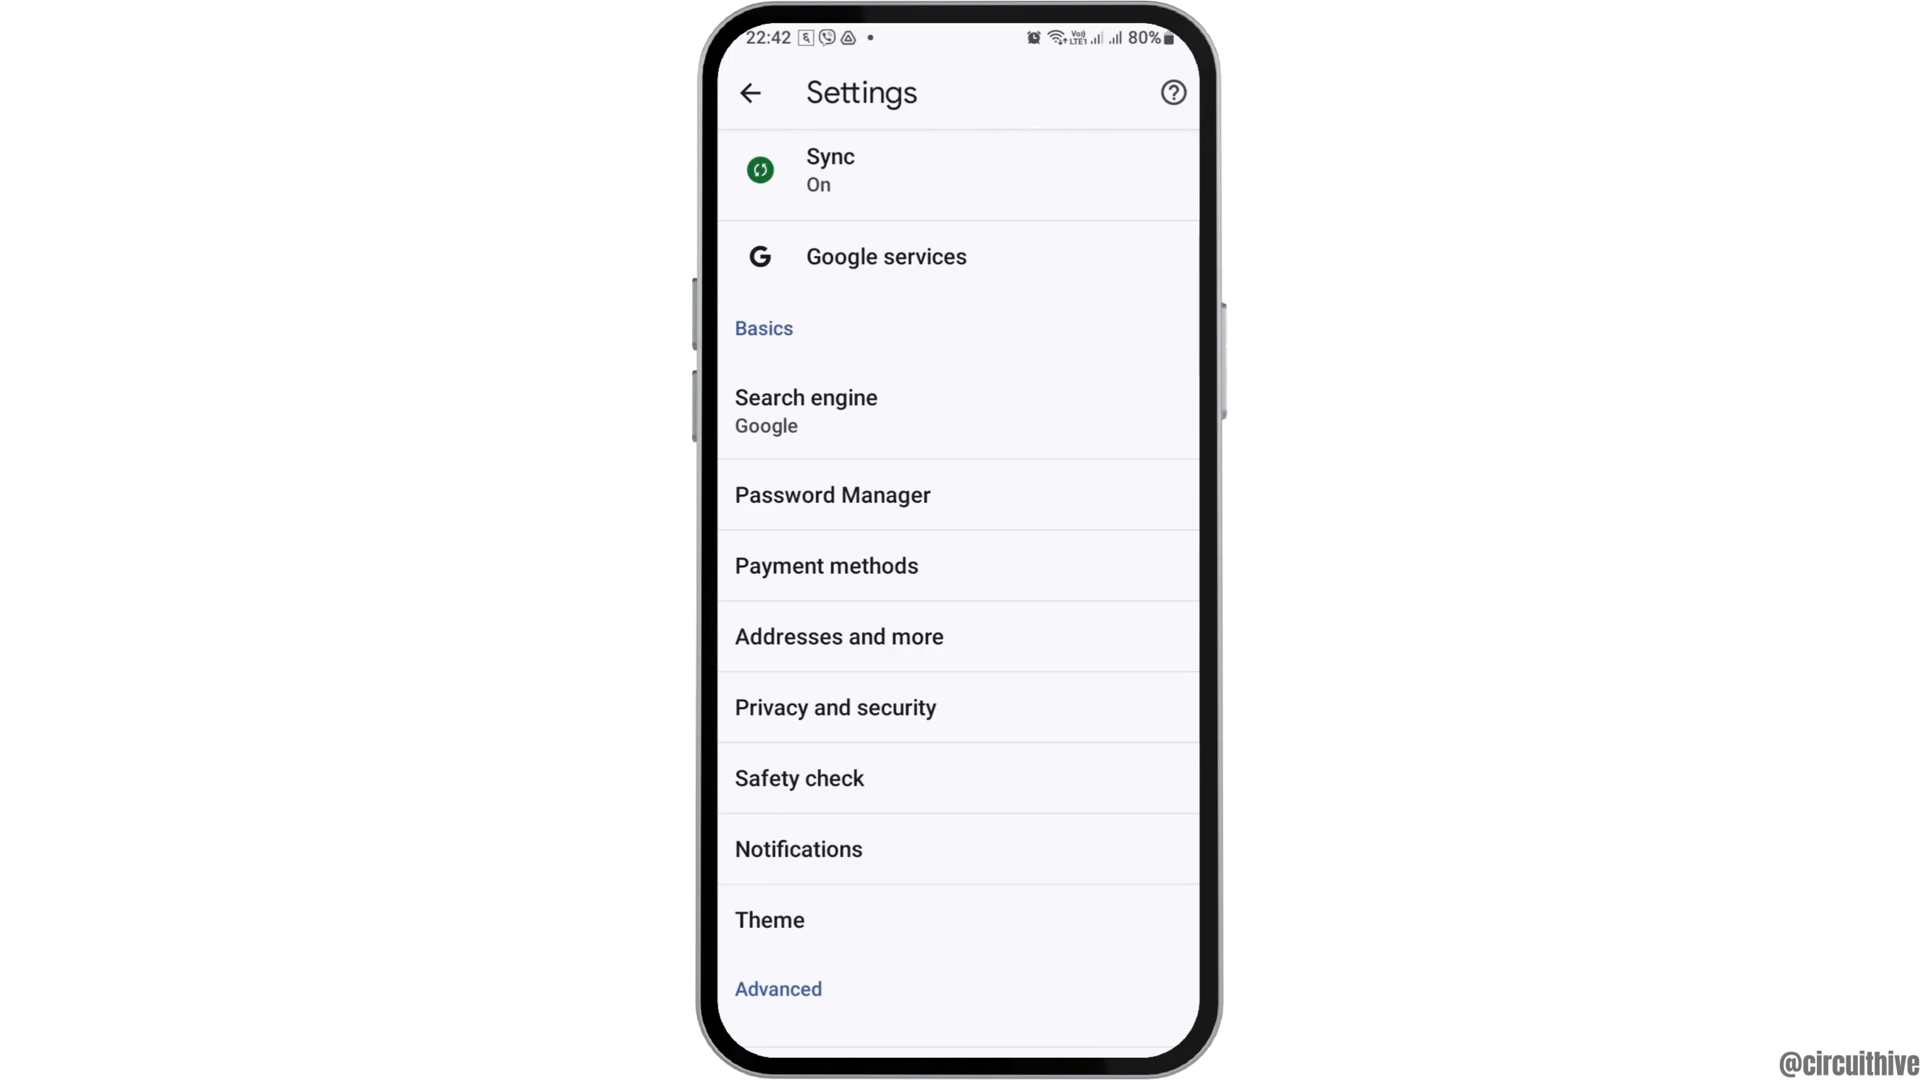 22:42 80%
Settings
Sync
On
G Google services
Basics
Search engine
Google
Password Manager
Payment methods
Addresses and more
Privacy and security
Safety check
Notifications
Theme
Advanced
@circuithive